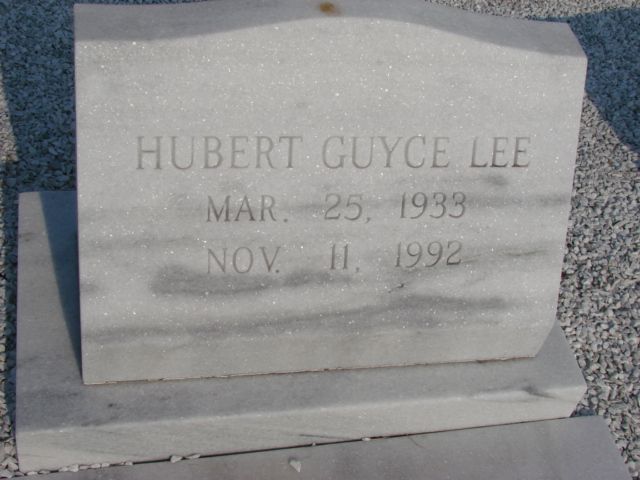 HUBERT GUYCE LEE
MAR. 25, 1933
NOV. 11, 1992